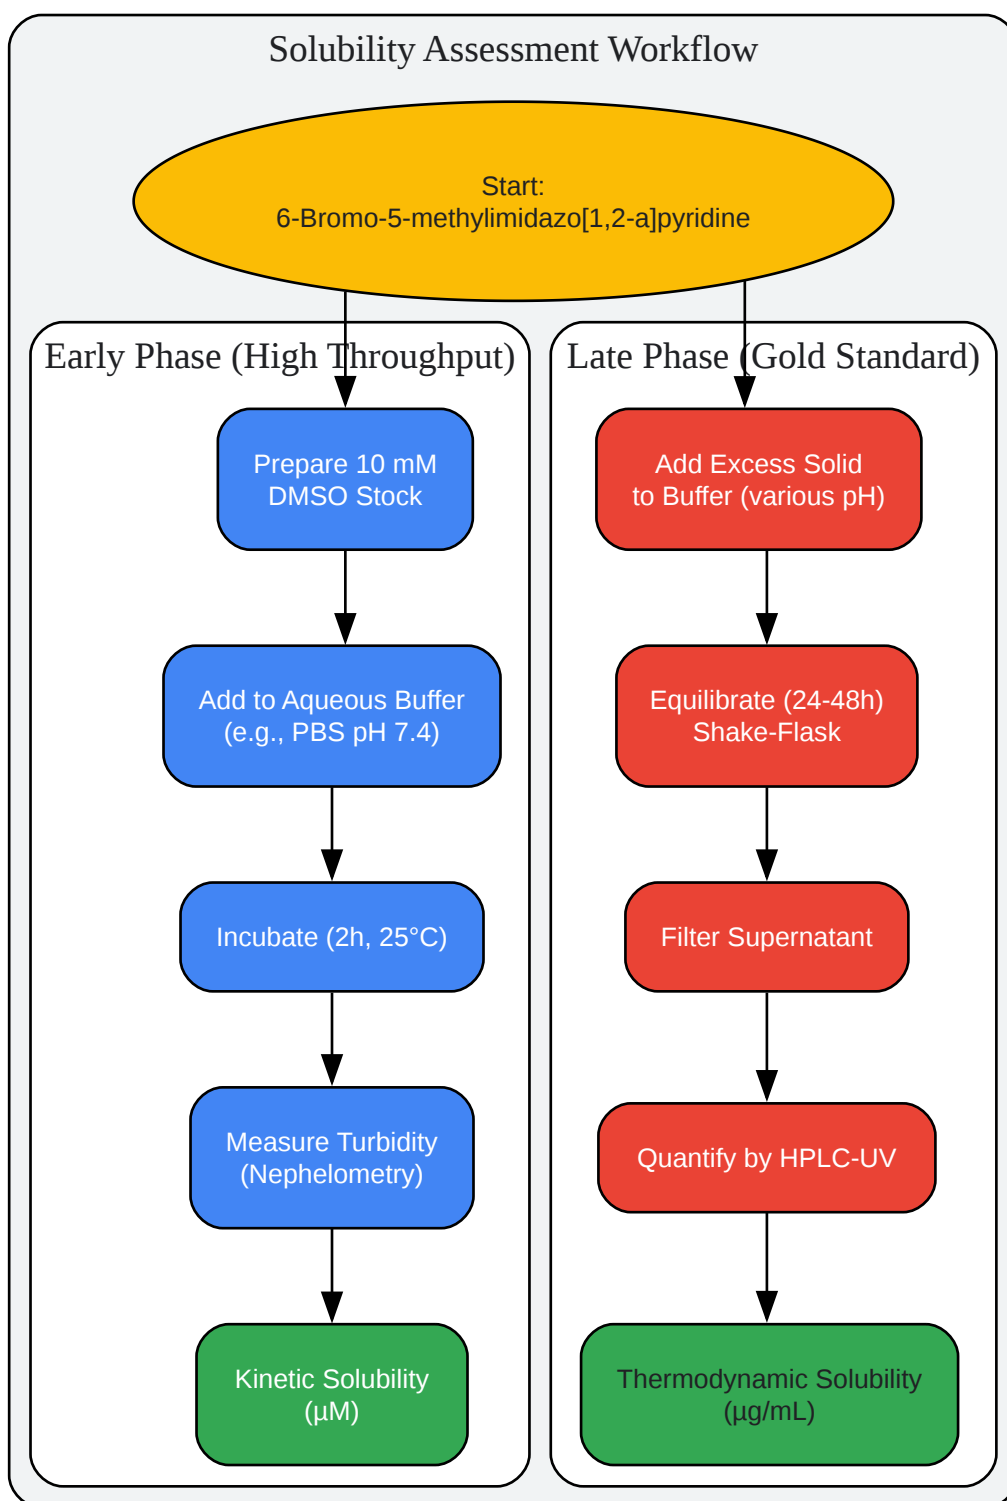 Solubility Assessment Workflow
Start:
6-Bromo-5-methylimidazo[1,2-a]pyridine
Early Phase (High Throughput)
Prepare 10 mM
DMSO Stock
Add to Aqueous Buffer
(e.g., PBS pH 7.4)
Incubate (2h, 25°C)
Measure Turbidity
(Nephelometry)
Kinetic Solubility
(µM)
Late Phase (Gold Standard)
Add Excess Solid
to Buffer (various pH)
Equilibrate (24-48h)
Shake-Flask
Filter Supernatant
Quantify by HPLC-UV
Thermodynamic Solubility
(µg/mL)